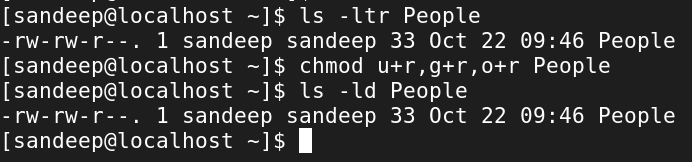 [sandeep@localhost ~]$ ls -ltr People
-rw-rw-r--. 1 sandeep sandeep 33 Oct 22 09:46 People
[sandeep@localhost ~]$ chmod u+r,g+r,o+r People
[sandeep@localhost ~]$ ls -ld People
-rw-rw-r--. 1 sandeep sandeep 33 Oct 22 09:46 People
[sandeep@localhost ~]$